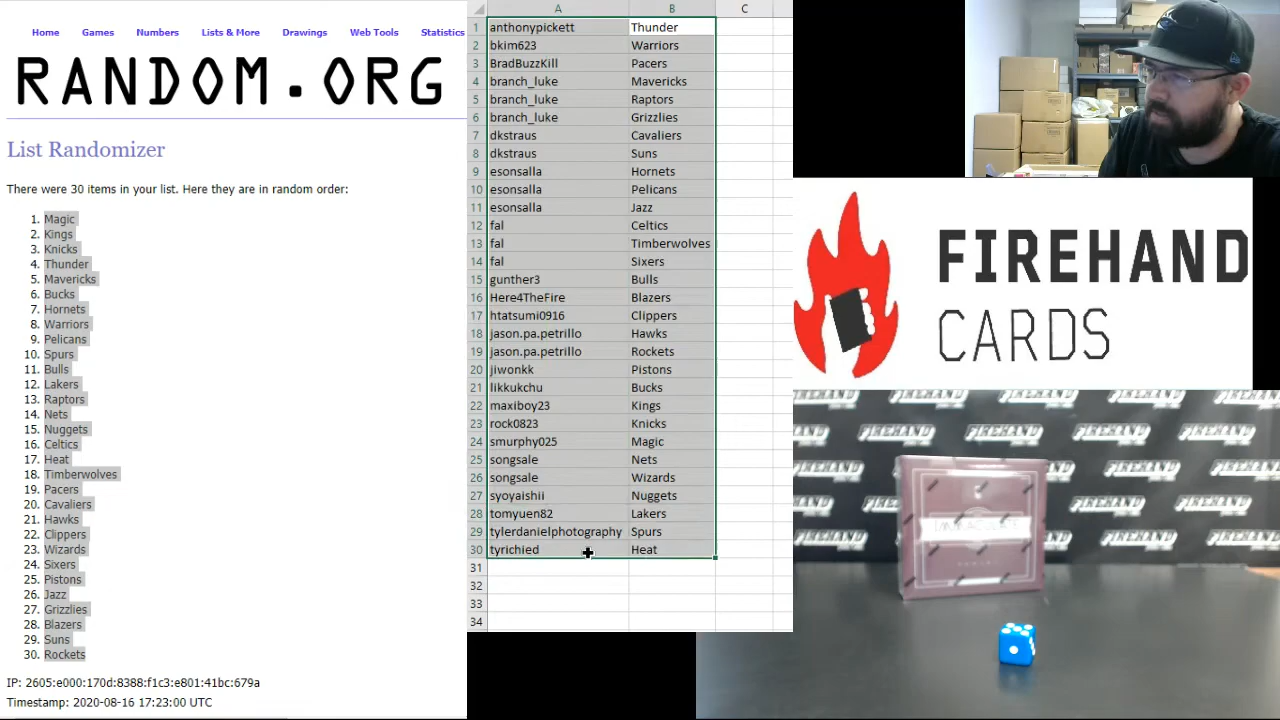 Home Games Numbers Lists & More Drawings Web Tools Statistics
RANDOM.ORG
List Randomizer
There were 30 items in your list. Here they are in random order:
1. Magic
2. Kings
3. Knicks
4. Thunder
5. Mavericks
6. Bucks
7. Hornets
8. Warriors
9. Pelicans
10. Spurs
11. Bulls
12. Lakers
13. Raptors
14. Nets
15. Nuggets
16. Celtics
17. Heat
18. Timberwolves
19. Pacers
20. Cavaliers
21. Hawks
22. Clippers
23. Wizards
24. Sixers
25. Pistons
26. Jazz
27. Grizzlies
28. Blazers
29. Suns
30. Rockets
IP: 2605:e000:170d:8388:f1c3:e801:41bc:679a
Timestamp: 2020-08-16 17:23:00 UTC
A B C
1 anthonypickett Thunder
2 bkim623 Warriors
3 BradBuzzKill Pacers
4 branch_luke Mavericks
5 branch_luke Raptors
6 branch_luke Grizzlies
7 dkstraus Cavaliers
8 dkstraus Suns
9 esonsalla Hornets
10 esonsalla Pelicans
11 esonsalla Jazz
12 fal Celtics
13 fal Timberwolves
14 fal Sixers
15 gunther3 Bulls
16 Here4TheFire Blazers
17 htatsumi0916 Clippers
18 jason.pa.petrillo Hawks
19 jason.pa.petrillo Rockets
20 jiwonkk Pistons
21 likkukchu Bucks
22 maxiboy23 Kings
23 rock0823 Knicks
24 smurphy025 Magic
25 songsale Nets
26 songsale Wizards
27 syoyaishii Nuggets
28 tomyuen82 Lakers
29 tylerdanielphotography Spurs
30 tyrichied Heat
31
32
33
34
FIREHAND
CARDS
FIREHAND
FIREHAND
FIREHAND
FIREHAND
IMMACULATE
PANINI